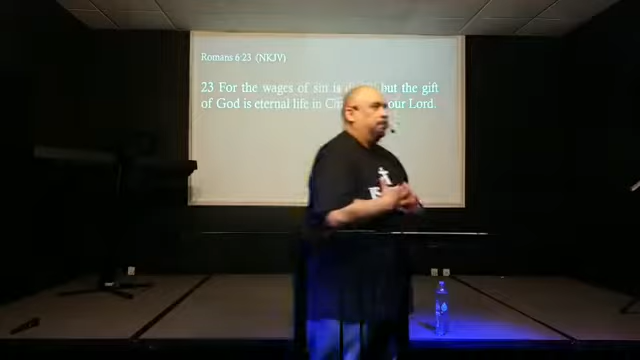 Romans 6:23 (NKJV)
23 For the wages of sin is but the gift
of God is eternal life in our Lord.